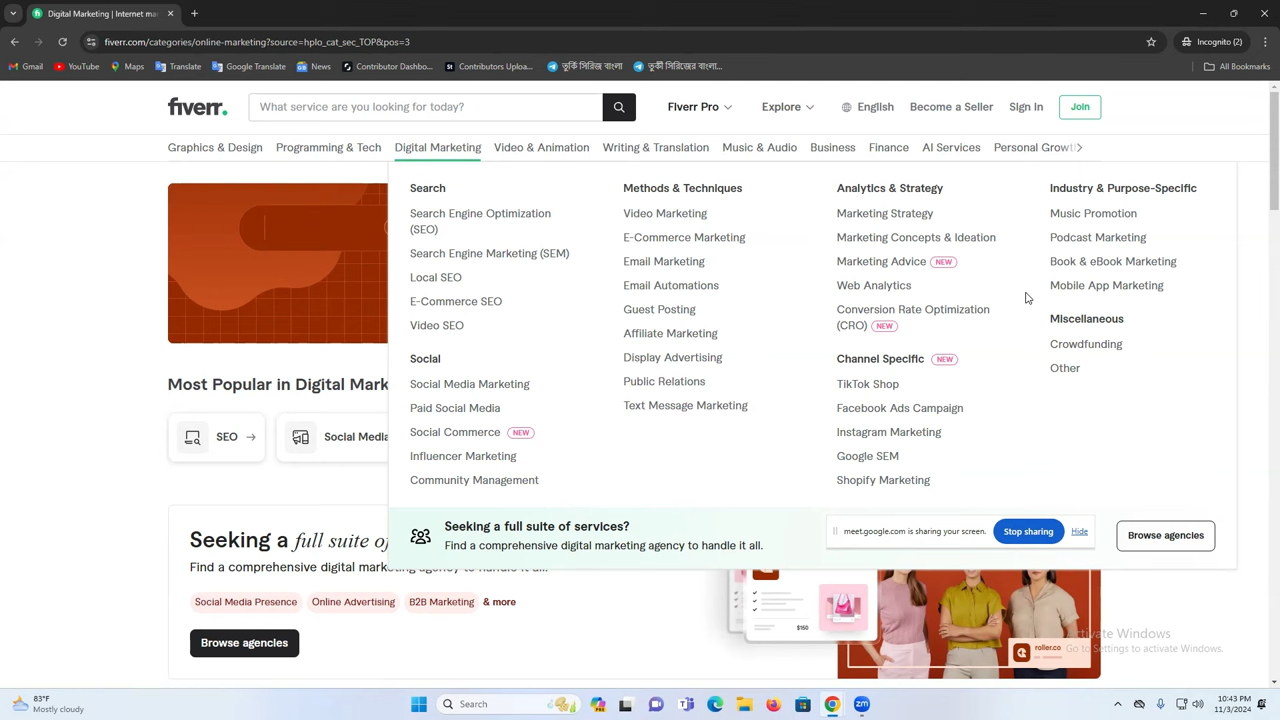 Digital Marketing | Internet mar
fiverr.com/categories/online-marketing?source=hplo_cat_sec_TOP&pos=3
Incognito (2)
Gmail
YouTube
Maps
Translate
Google Translate
News
Contributor Dashbo...
Contributors Uploa...
তুর্কি সিরিজ বাংলা...
তুর্কী সিরিজের বাংলা...
All Bookmarks
fiverr.
What service are you looking for today?
Fiverr Pro
Explore
English
Become a Seller
Sign In
Join
Graphics & Design
Programming & Tech
Digital Marketing
Video & Animation
Writing & Translation
Music & Audio
Business
Finance
AI Services
Personal Growt
Search
Search Engine Optimization
(SEO)
Search Engine Marketing (SEM)
Local SEO
E-Commerce SEO
Video SEO
Social
Social Media Marketing
Paid Social Media
Social Commerce NEW
Influencer Marketing
Community Management
Methods & Techniques
Video Marketing
E-Commerce Marketing
Email Marketing
Email Automations
Guest Posting
Affiliate Marketing
Display Advertising
Public Relations
Text Message Marketing
Analytics & Strategy
Marketing Strategy
Marketing Concepts & Ideation
Marketing Advice NEW
Web Analytics
Conversion Rate Optimization
(CRO) NEW
Channel Specific NEW
TikTok Shop
Facebook Ads Campaign
Instagram Marketing
Google SEM
Shopify Marketing
Industry & Purpose-Specific
Music Promotion
Podcast Marketing
Book & eBook Marketing
Mobile App Marketing
Miscellaneous
Crowdfunding
Other
Most Popular in Digital Mark
SEO
Social Media
Seeking a full suite of services?
Find a comprehensive digital marketing agency to handle it all.
meet.google.com is sharing your screen.
Stop sharing
Hide
Browse agencies
Seeking a full suite of
Find a comprehensive digital marketing agency to handle it all.
Social Media Presence
Online Advertising
B2B Marketing
& more
Browse agencies
$150
roller.co
Activate Windows
Go to Settings to activate Windows.
83°F
Mostly cloudy
Search
10:43 PM
11/3/2024